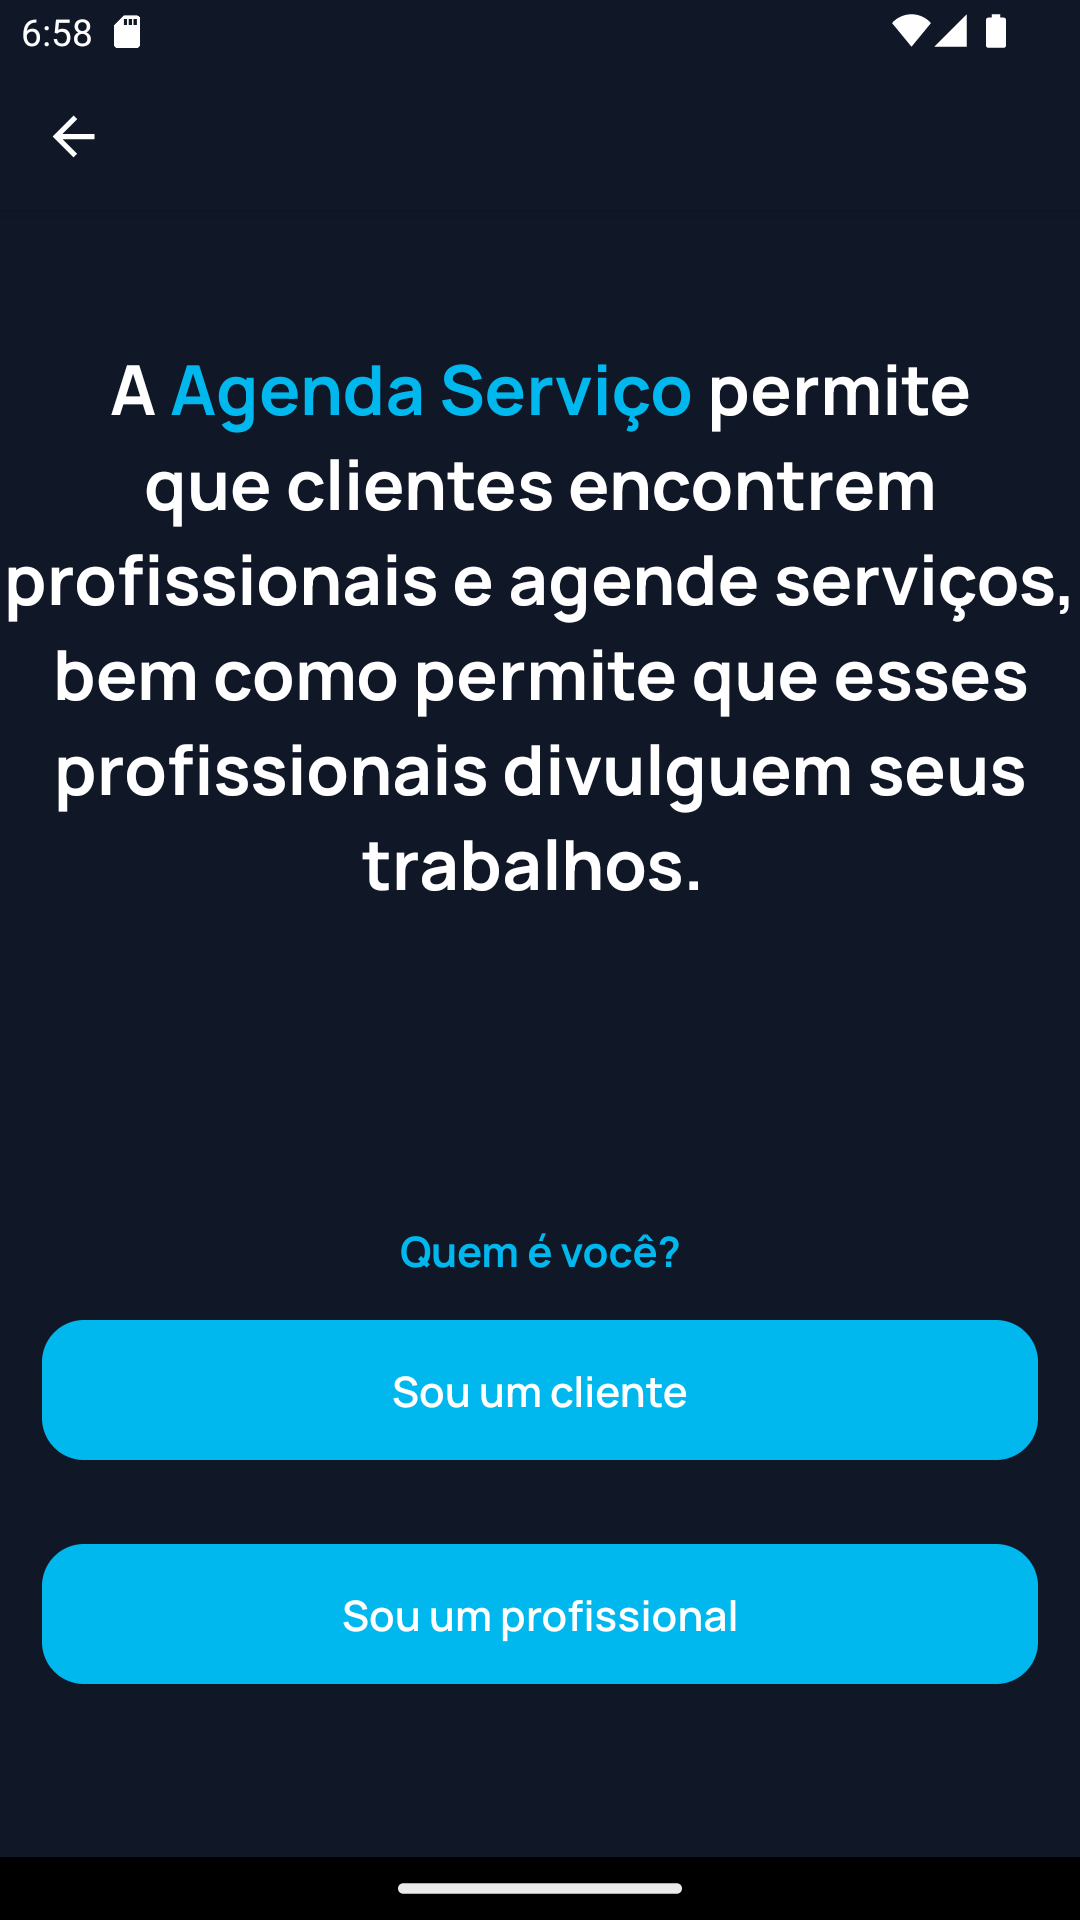 6:58
A Agenda Serviço permite
que clientes encontrem
profissionais e agende serviços,
bem como permite que esses
profissionais divulguem seus
trabalhos.
Quem é você?
Sou um cliente
Sou um profissional